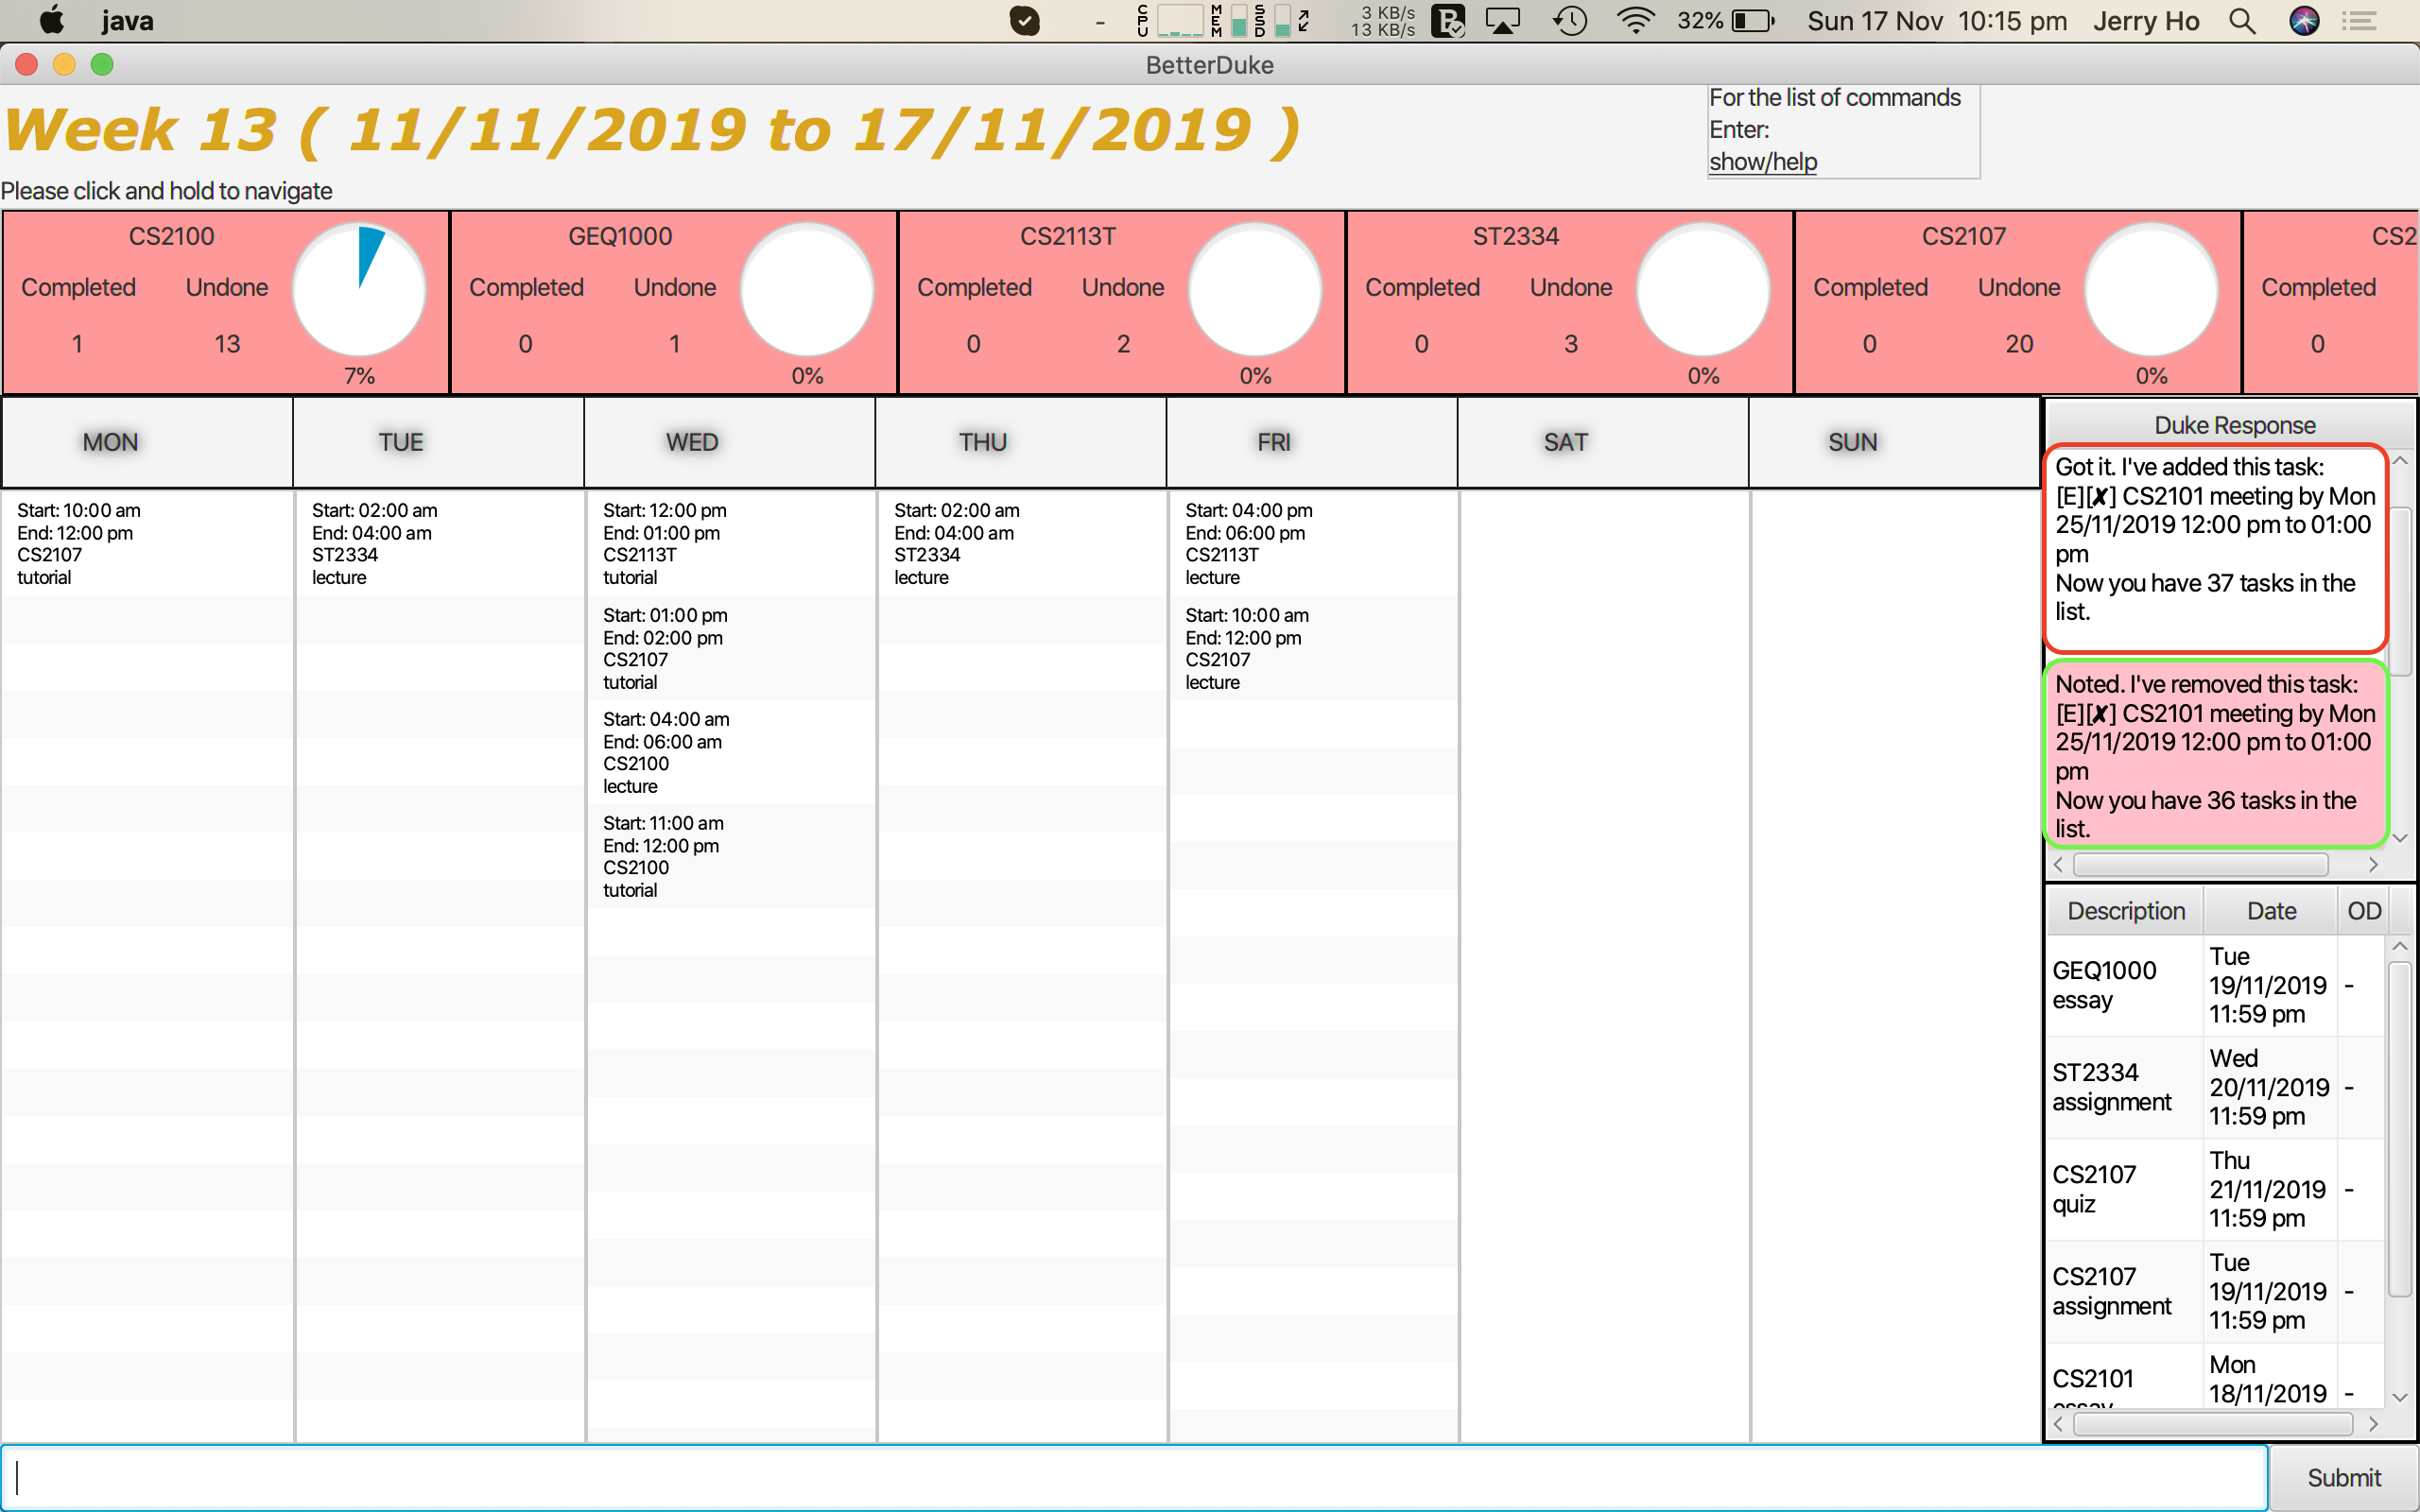 java
-
CPU
MEM
SSD
3 KB/s
13 KB/s
32%
Sun 17 Nov 10:15 pm
Jerry Ho
BetterDuke
Week 13 ( 11/11/2019 to 17/11/2019 )
For the list of commands
Enter:
show/help
Please click and hold to navigate
CS2100
Completed Undone
1 13
7%
GEQ1000
Completed Undone
0 1
0%
CS2113T
Completed Undone
0 2
0%
ST2334
Completed Undone
0 3
0%
CS2107
Completed Undone
0 20
0%
CS2
Completed
0
MON
TUE
WED
THU
FRI
SAT
SUN
Start: 10:00 am
End: 12:00 pm
CS2107
tutorial
Start: 02:00 am
End: 04:00 am
ST2334
lecture
Start: 12:00 pm
End: 01:00 pm
CS2113T
tutorial
Start: 01:00 pm
End: 02:00 pm
CS2107
tutorial
Start: 04:00 am
End: 06:00 am
CS2100
lecture
Start: 11:00 am
End: 12:00 pm
CS2100
tutorial
Start: 02:00 am
End: 04:00 am
ST2334
lecture
Start: 04:00 pm
End: 06:00 pm
CS2113T
lecture
Start: 10:00 am
End: 12:00 pm
CS2107
lecture
Duke Response
Got it. I've added this task:
[E][✘] CS2101 meeting by Mon
25/11/2019 12:00 pm to 01:00
pm
Now you have 37 tasks in the
list.
Noted. I've removed this task:
[E][✘] CS2101 meeting by Mon
25/11/2019 12:00 pm to 01:00
pm
Now you have 36 tasks in the
list.
Description Date OD
GEQ1000
essay
Tue
19/11/2019
11:59 pm
-
ST2334
assignment
Wed
20/11/2019
11:59 pm
-
CS2107
quiz
Thu
21/11/2019
11:59 pm
-
CS2107
assignment
Tue
19/11/2019
11:59 pm
-
CS2101
essay
Mon
18/11/2019
-
Submit